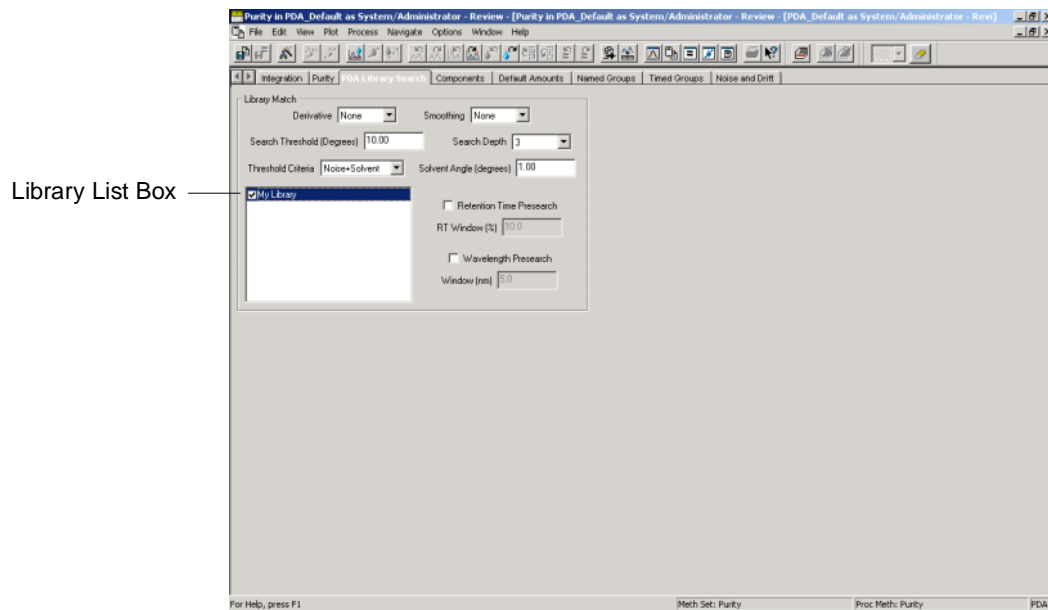 Purity in PDA_Default as System/Administrator - Review - [Purity in PDA_Default as System/Administrator - Review - [PDA_Default as System/Administrator - Revi]
File Edit View Plot Process Navigate Options Window Help
Integration Purity PDA Library Search Components Default Amounts Named Groups Timed Groups Noise and Drift
Library Match
Derivative None Smoothing None
Search Threshold (Degrees) 10.00 Search Depth 3
Threshold Criteria Noise+Solvent Solvent Angle (degrees) 1.00
Library List Box
My Library
Retention Time Presearch
RT Window (%) 10.0
Wavelength Presearch
Window (nm) 5.0
For Help, press F1 Meth Set: Purity Proc Meth: Purity PDA